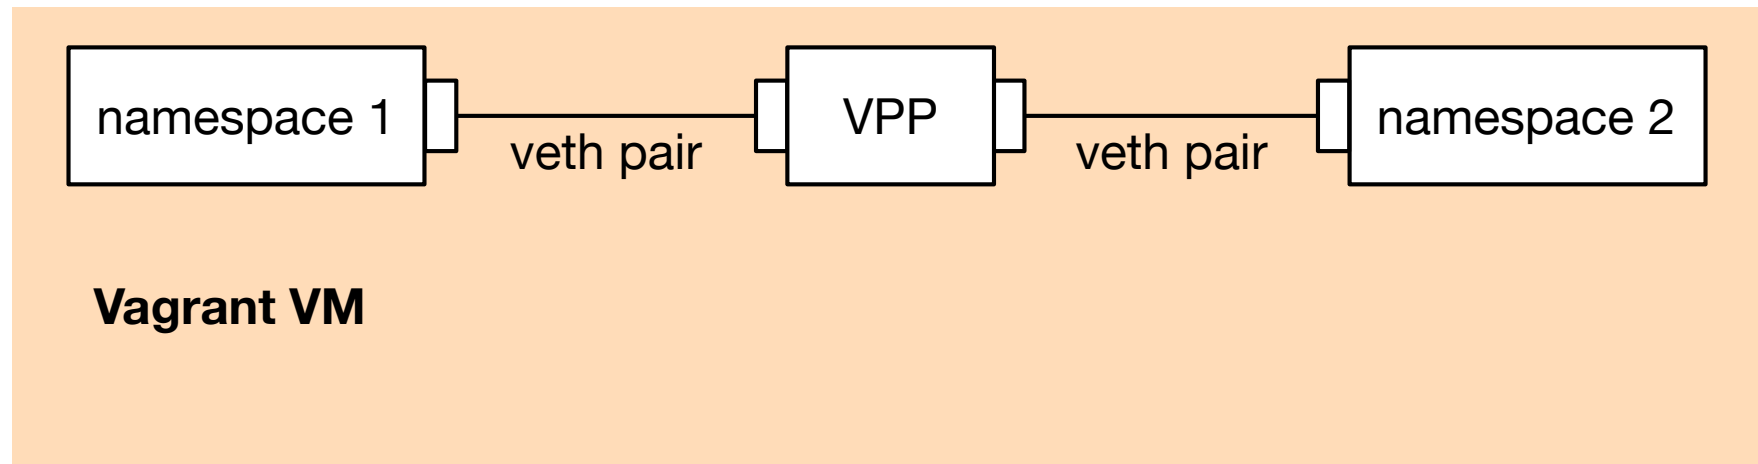 namespace 1
VPP
namespace 2
veth pair
veth pair
Vagrant VM